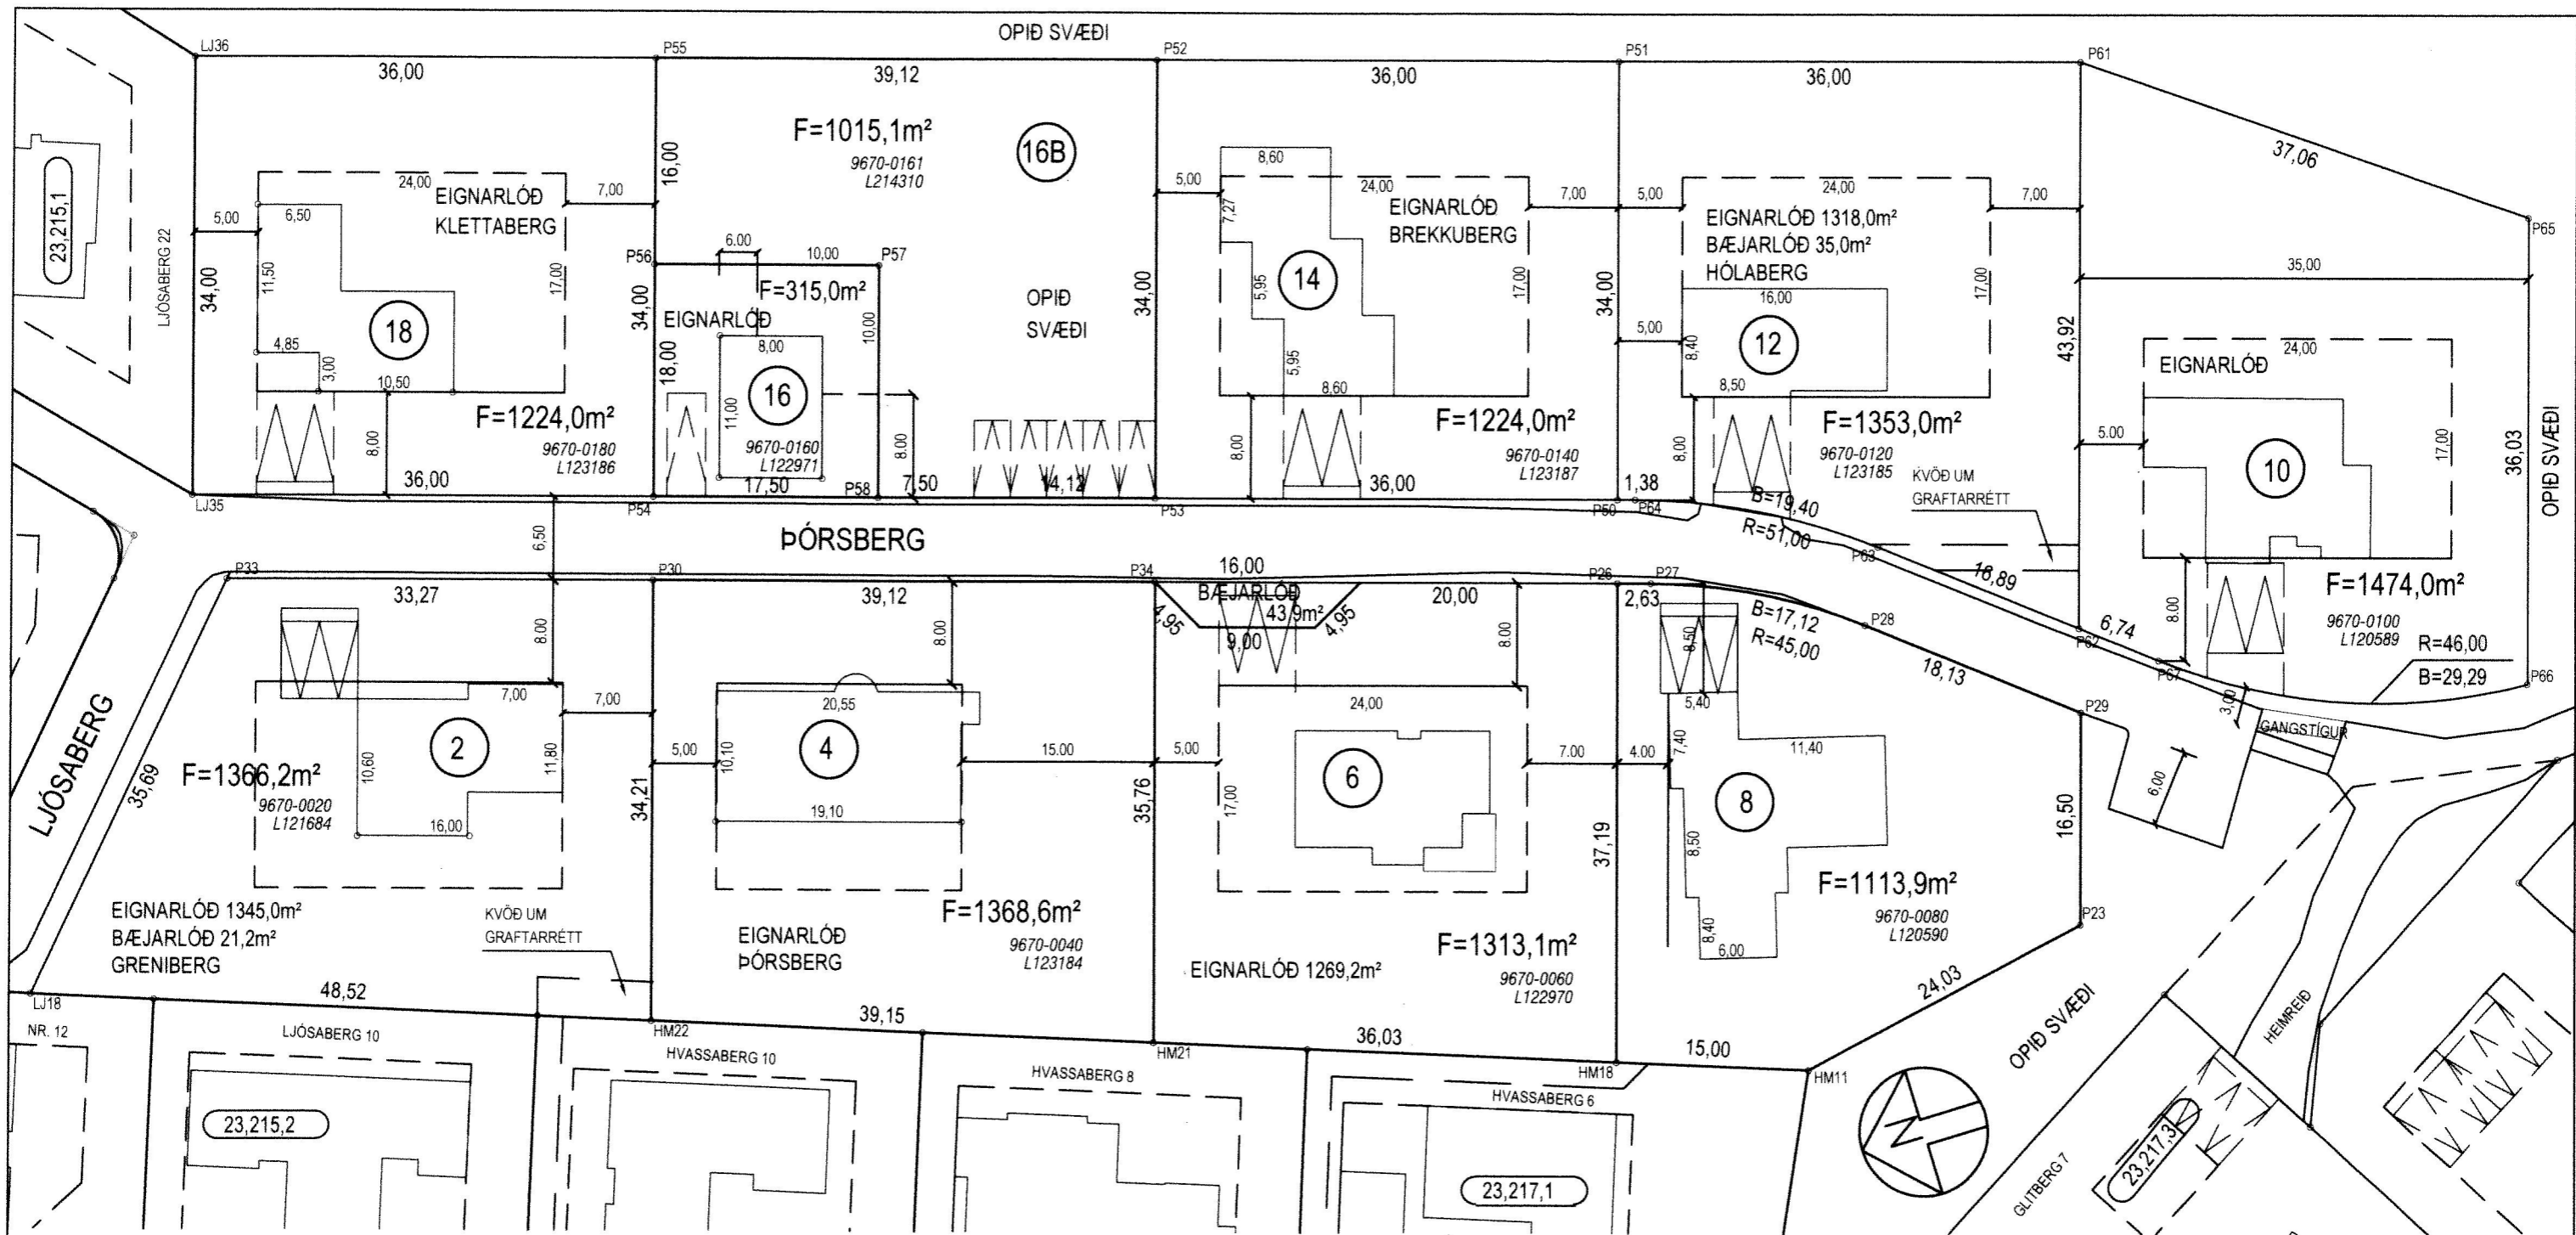 OPIÐ SVÆÐI
LJ36
P55
P52
P51
P61
36,00
39,12
36,00
36,00
37,06
P65
23,215,1
LJÓSABERG 22
34,00
5,00
24,00
7,00
6,50
EIGNARLÓÐ
KLETTABERG
11,50
17,00
18
4,85
3,00
10,50
8,00
F=1224,0m²
9670-0180
L123186
36,00
LJ35
16,00
F=1015,1m²
9670-0161
L214310
16B
P56
6.00
10,00
P57
34,00
F=315,0m²
EIGNARLÓÐ
18,00
8,00
10,00
16
11,00
9670-0160
L122971
8.00
17,50
P58
7,50
14,12
P54
P53
OPIÐ
SVÆÐI
34,00
5,00
8,60
24,00
7,00
7,27
EIGNARLÓÐ
BREKKUBERG
14
5,95
5,95
17,00
8,60
8,00
F=1224,0m²
9670-0140
L123187
36,00
34,00
5,00
24,00
7,00
EIGNARLÓÐ 1318,0m²
BÆJARLÓÐ 35,0m²
HÓLABERG
16,00
17,00
5,00
12
8,40
8,50
8,00
F=1353,0m²
9670-0120
L123185
1,38
P50
P64
B=19,40
R=51,00
P63
KVÖÐ UM
GRAFTARRÉTT
18,89
43,92
35,00
EIGNARLÓÐ
24,00
5.00
10
17,00
36,03
OPIÐ SVÆÐI
F=1474,0m²
9670-0100
L120589
8.00
6,74
P62
P67
R=46,00
B=29,29
P66
3,00
GANGSTÍGUR
6,50
ÞÓRSBERG
P33
P30
P34
16,00
P26
P27
33,27
39,12
BÆJARLÓÐ
43,9m²
4,95
9,00
4,95
20,00
2,63
B=17,12
R=45,00
P28
18,13
P29
LJÓSABERG
35,69
8.00
7,00
7,00
2
10,60
11,80
16,00
F=1366,2m²
9670-0020
L121684
EIGNARLÓÐ 1345,0m²
BÆJARLÓÐ 21,2m²
GRENIBERG
KVÖÐ UM
GRAFTARRÉTT
34,21
8.00
20,55
5,00
10,10
4
15.00
19,10
F=1368,6m²
9670-0040
L123184
EIGNARLÓÐ
ÞÓRSBERG
35,76
8.00
24,00
5,00
17,00
6
7.00
F=1313,1m²
9670-0060
L122970
EIGNARLÓÐ 1269,2m²
37,19
8,50
5,40
4.00
7,40
11,40
8
8,50
8,40
6,00
F=1113,9m²
9670-0080
L120590
16,50
6,00
P23
24,03
LJ18
48,52
HM22
39,15
HM21
36,03
HM18
15,00
HM11
NR. 12
LJÓSABERG 10
HVASSABERG 10
HVASSABERG 8
HVASSABERG 6
23,215,2
23,217,1
OPIÐ SVÆÐI
HEIMREIÐ
GLITBERG 7
23,217,3